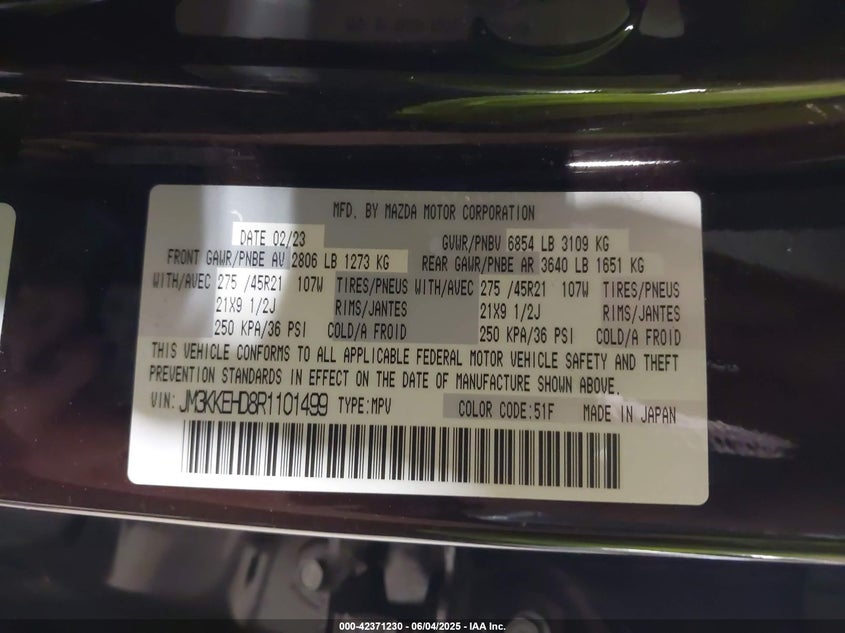 MFD. BY MAZDA MOTOR CORPORATION
DATE 02/23 GVWR/PNBV 6854 LB 3109 KG
FRONT GAWR/PNBE AV 2806 LB 1273 KG REAR GAWR/PNBE AR 3640 LB 1651 KG
WITH/AVEC 275 /45R21 107W TIRES/PNEUS WITH/AVEC 275 /45R21 107W TIRES/PNEUS
21X9 1/2J RIMS/JANTES 21X9 1/2J RIMS/JANTES
250 KPA/36 PSI COLD/A FROID 250 KPA/36 PSI COLD/A FROID
THIS VEHICLE CONFORMS TO ALL APPLICABLE FEDERAL MOTOR VEHICLE SAFETY AND THEFT
PREVENTION STANDARDS IN EFFECT ON THE DATE OF MANUFACTURE SHOWN ABOVE.
VIN: JM3KKEHD8R1101499 TYPE:MPV COLOR CODE:51F MADE IN JAPAN
000-42371230 - 06/04/2025 - IAA Inc.